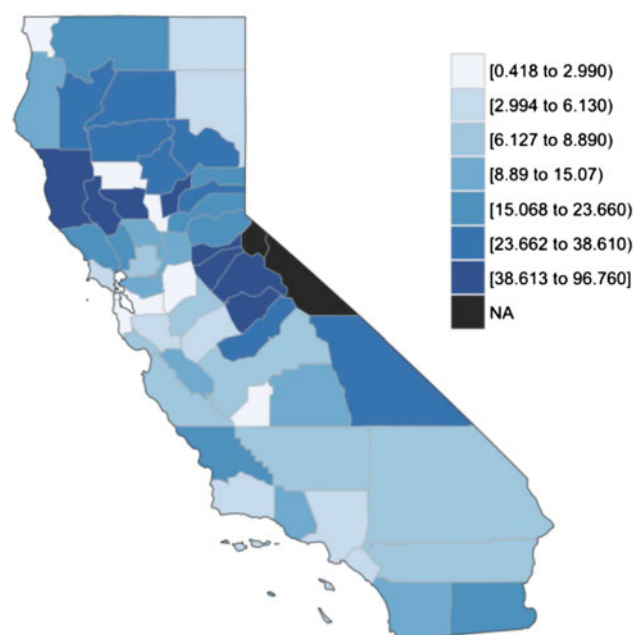 [0.418 to 2.990)
[2.994 to 6.130)
[6.127 to 8.890)
[8.89 to 15.07)
[15.068 to 23.660)
[23.662 to 38.610)
[38.613 to 96.760]
NA